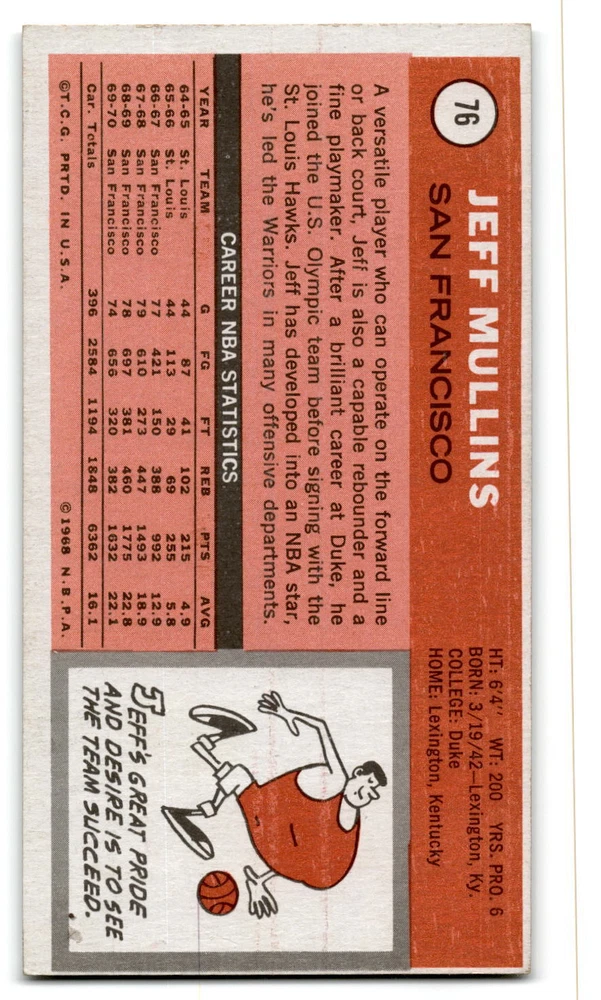 76
JEFF MULLINS
SAN FRANCISCO
HT: 6'4" WT: 200 YRS. PRO. 6
BORN: 3/19/42—Lexington, Ky.
COLLEGE: Duke
HOME: Lexington, Kentucky
A versatile player who can operate on the forward line
or back court, Jeff is also a capable rebounder and a
fine playmaker. After a brilliant career at Duke, he
joined the U.S. Olympic team before signing with the
St. Louis Hawks. Jeff has developed into an NBA star,
he's led the Warriors in many offensive departments.
CAREER NBA STATISTICS
YEAR TEAM G FG FT REB PTS AVG
64-65 St. Louis 44 87 41 102 215 4.9
65-66 St. Louis 44 113 29 69 255 5.8
66-67 San Francisco 77 421 150 388 992 12.9
67-68 San Francisco 79 610 273 447 1493 18.9
68-69 San Francisco 78 697 381 460 1775 22.8
69-70 San Francisco 74 656 320 382 1632 22.1
Car. Totals 396 2584 1194 1848 6362 16.1
©T.C.G. PRTD. IN U.S.A. ©1968 N.B.P.A.
JEFF'S GREAT PRIDE
AND DESIRE IS TO SEE
THE TEAM SUCCEED.